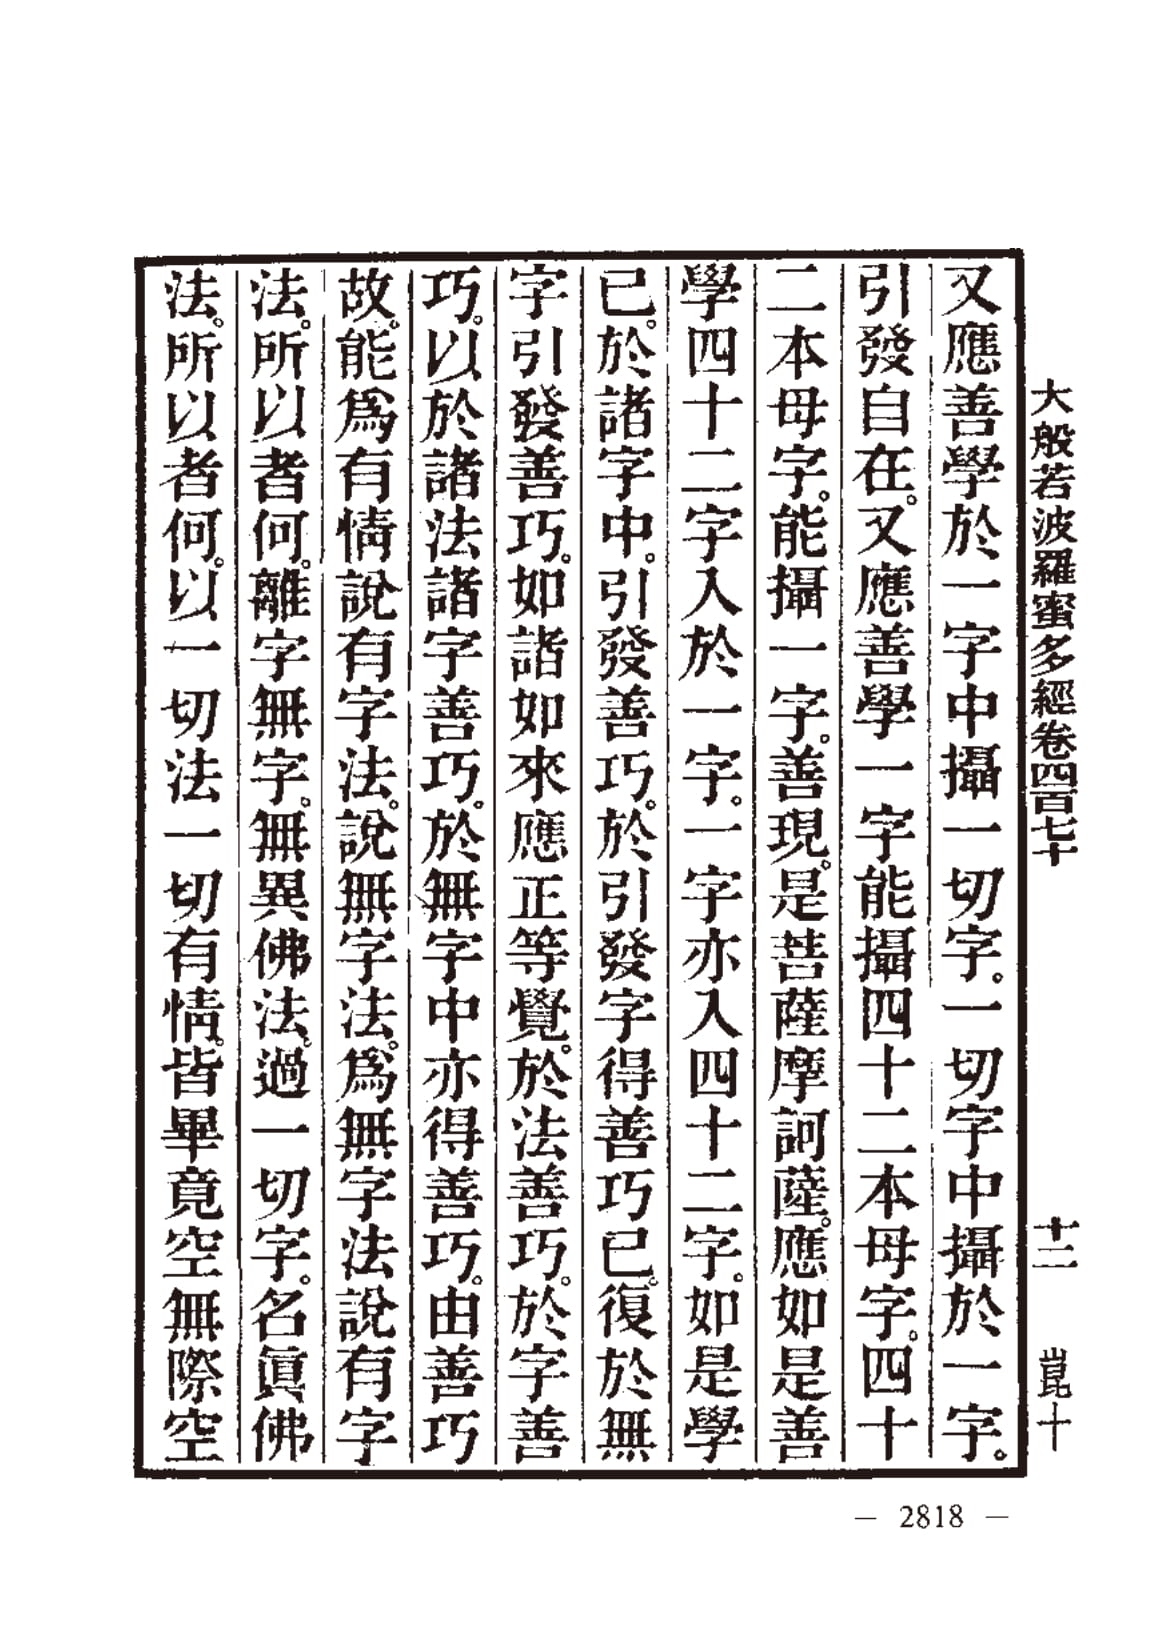 大般若波羅蜜多經卷四百七十 十二 崑十
又應善學於一字中攝一切字。一切字中攝於一字。
引發自在。又應善學一字能攝四十二本母字。四十
二本母字。能攝一字。善現。是菩薩摩訶薩。應如是善
學四十二字入於一字。一字亦入四十二字。如是學
已。於諸字中。引發善巧。於引發字得善巧已。復於無
字引發善巧。如諸如來應正等覺。於法善巧。於字善
巧。以於諸法諸字善巧。於無字中亦得善巧。由善巧
故。能爲有情說有字法。說無字法。爲無字法說有字
法。所以者何。離字無字。無異佛法。過一切字。名眞佛
法。所以者何。以一切法一切有情。皆畢竟空無際空
— 2818 —